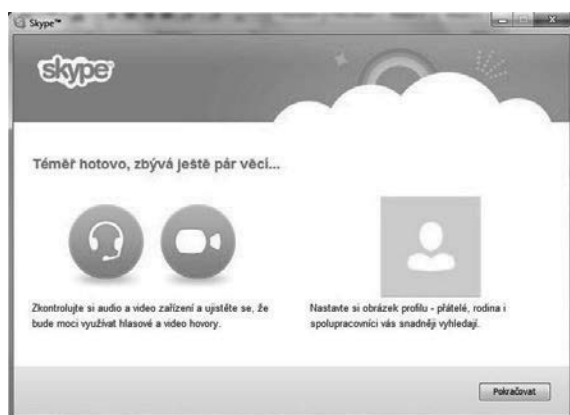 Skype™
skype
Téměř hotovo, zbývá ještě pár věcí...
Zkontrolujte si audio a video zařízení a ujistěte se, že
bude moci využívat hlasové a video hovory.
Nastavte si obrázek profilu - přátelé, rodina i
spolupracovníci vás snadněji vyhledají.
Pokračovat